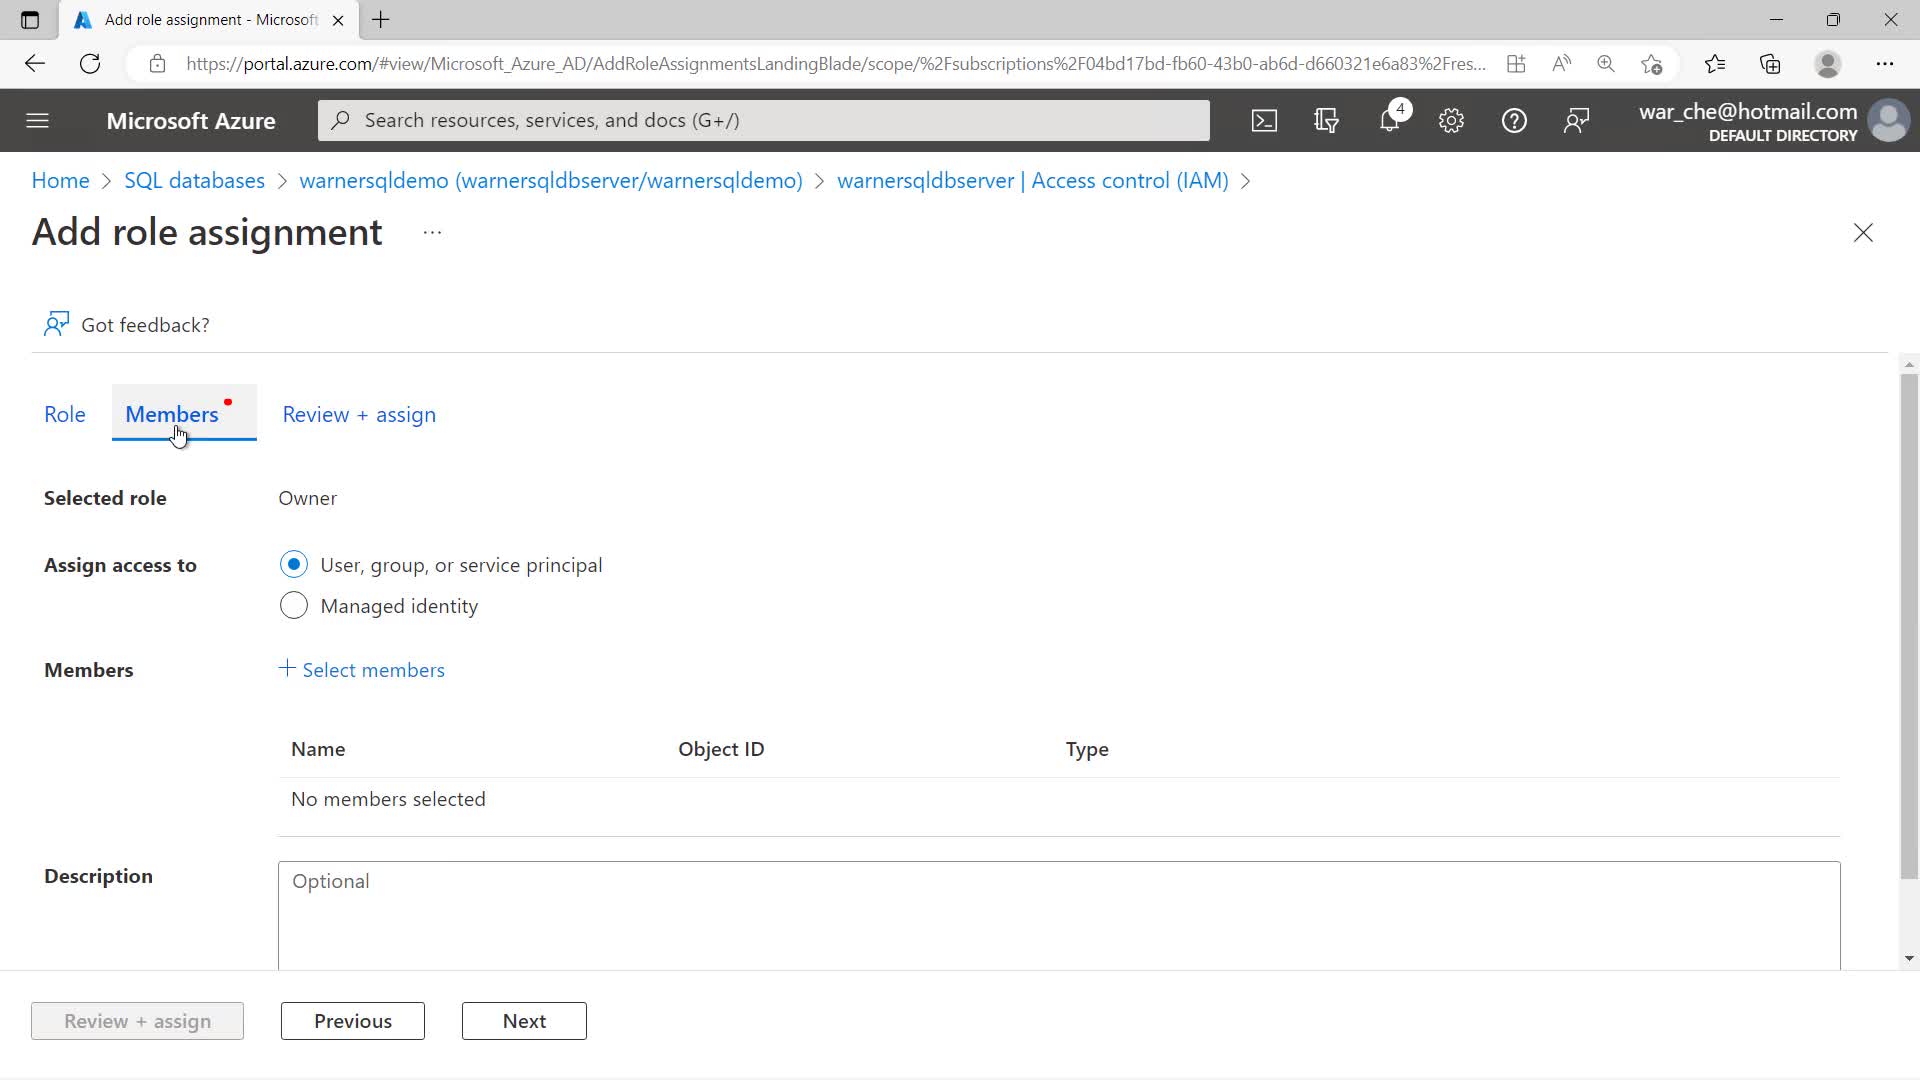 Add role assignment - Microsoft
https://portal.azure.com/#view/Microsoft_Azure_AD/AddRoleAssignmentsLandingBlade/scope/%2Fsubscriptions%2F04bd17bd-fb60-43b0-ab6d-d660321e6a83%2Fres...
Microsoft Azure
Search resources, services, and docs (G+/)
4
war_che@hotmail.com
DEFAULT DIRECTORY
Home > SQL databases > warnersqldemo (warnersqldbserver/warnersqldemo) > warnersqldbserver | Access control (IAM) >
Add role assignment ...
Got feedback?
Role Members Review + assign
Selected role Owner
Assign access to User, group, or service principal
Managed identity
Members + Select members
Name Object ID Type
No members selected
Description Optional
Review + assign Previous Next